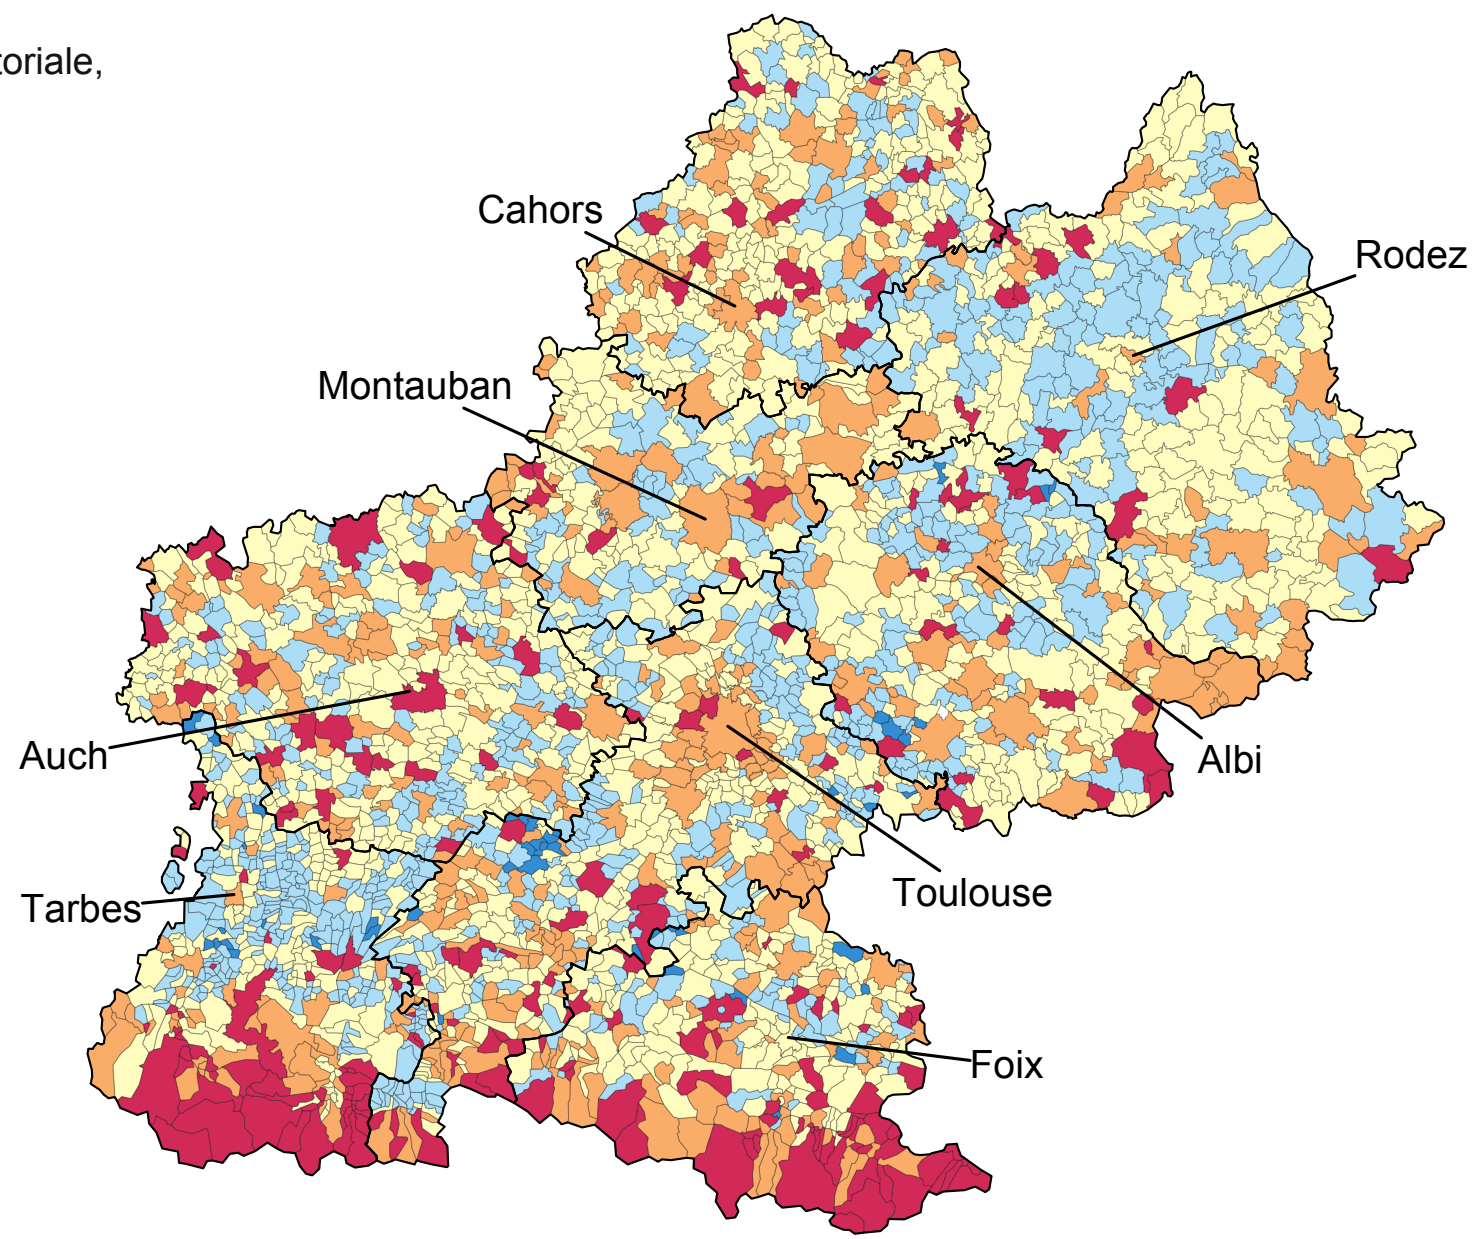 toriale,
Cahors
Rodez
Montauban
Auch
Albi
Toulouse
Tarbes
Foix